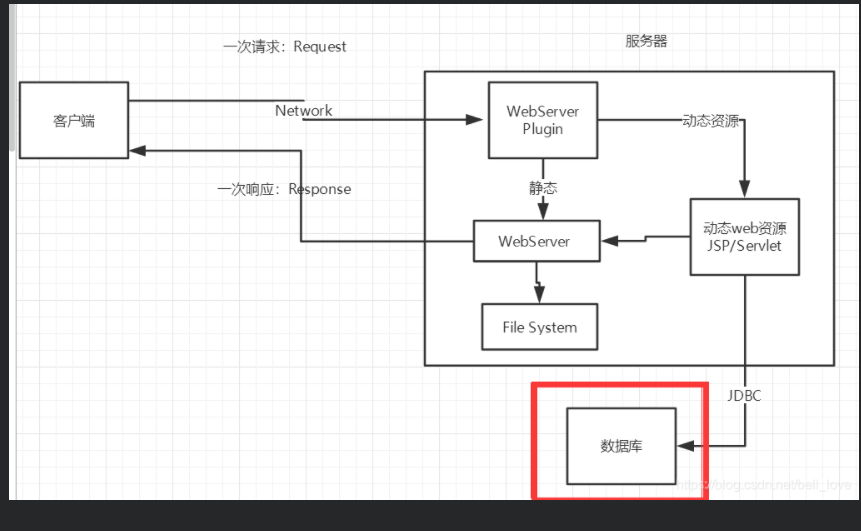 一次请求：Request
服务器
客户端
Network
WebServer
Plugin
动态资源
一次响应：Response
静态
动态web资源
JSP/Servlet
WebServer
File System
JDBC
数据库
https://blog.csdn.net/bell_love